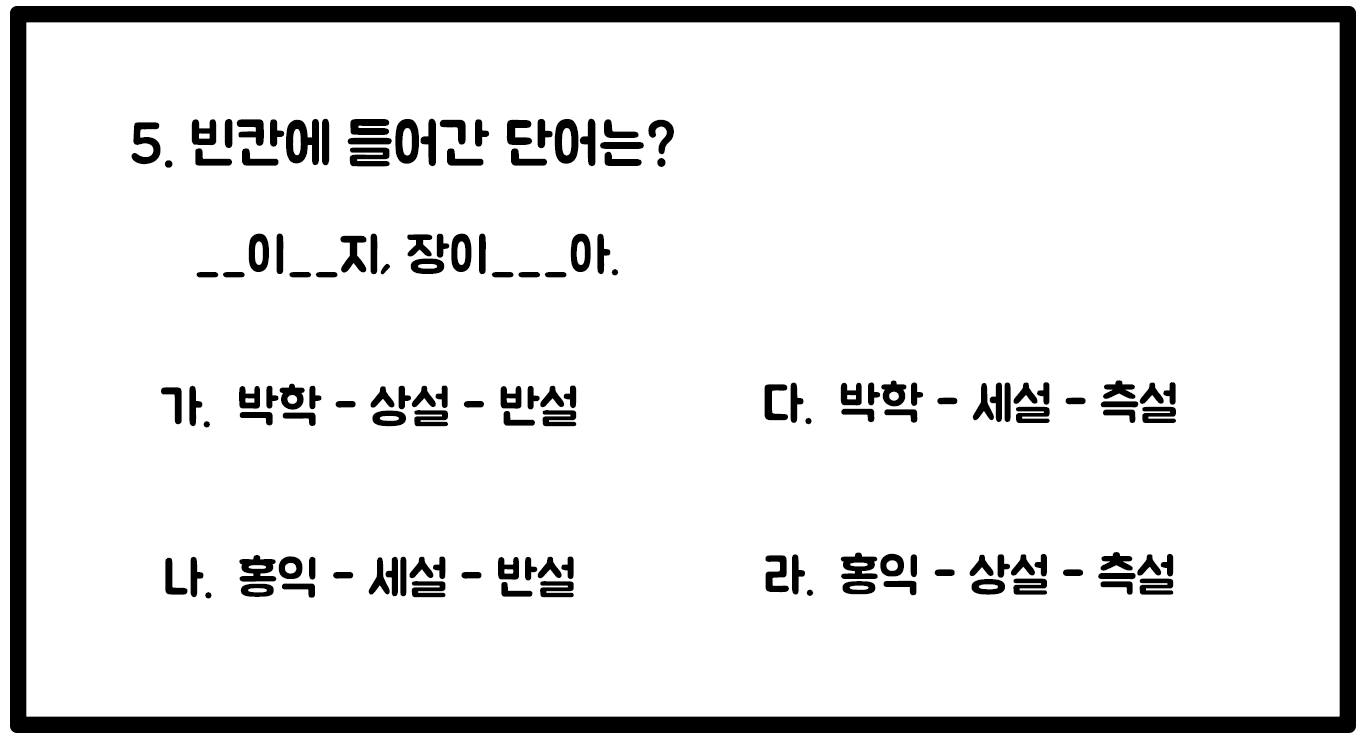 5. 빈칸에 들어간 단어는?
__이__지, 장이___야.
가. 박학 - 상설 - 반설
다. 박학 - 세설 - 측설
나. 홍익 - 세설 - 반설
라. 홍익 - 상설 - 측설